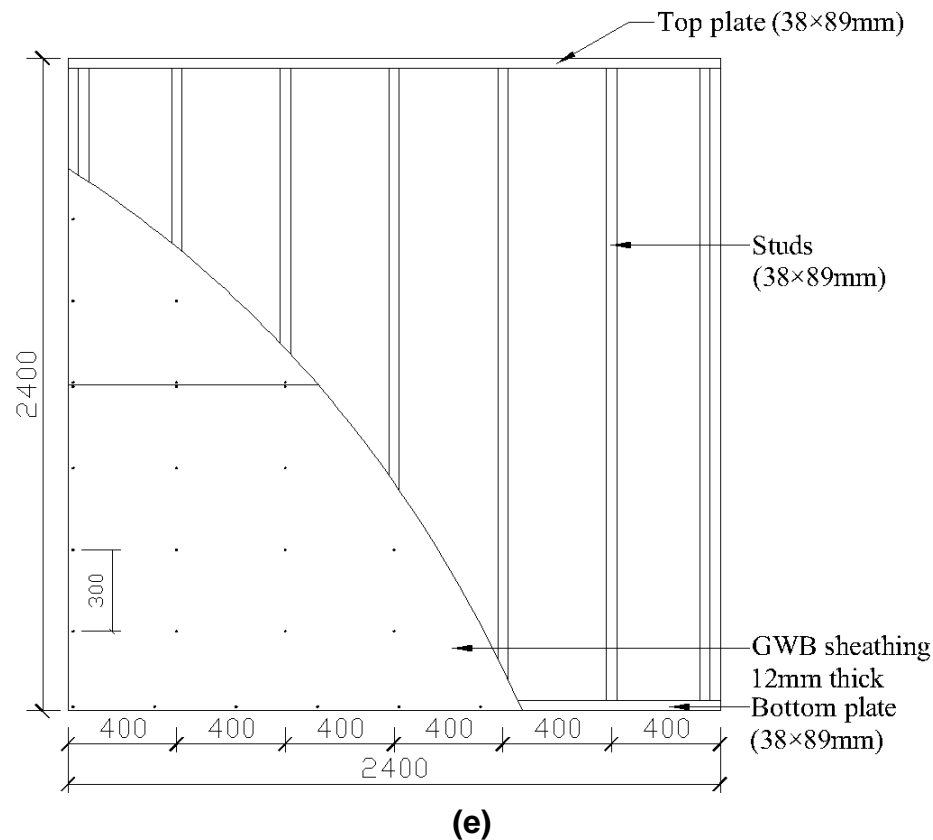 Top plate (38×89mm)
Studs
(38×89mm)
2400
300
GWB sheathing
12mm thick
Bottom plate
(38×89mm)
400 400 400 400 400 400
2400
(e)